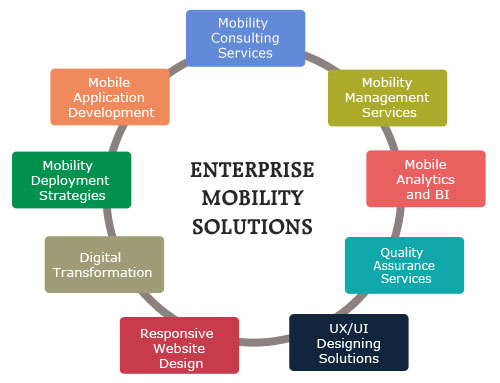 Mobility
Consulting
Services
Mobility
Management
Services
Mobile
Analytics
and BI
Quality
Assurance
Services
UX/UI
Designing
Solutions
Responsive
Website
Design
Digital
Transformation
Mobility
Deployment
Strategies
Mobile
Application
Development
ENTERPRISE
MOBILITY
SOLUTIONS